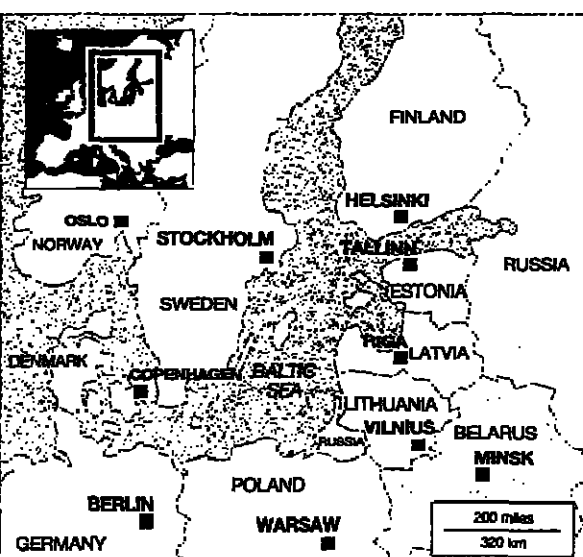 FINLAND
HELSINKI
OSLO
NORWAY
STOCKHOLM
TALLINN
RUSSIA
SWEDEN
ESTONIA
DENMARK
RIGA
LATVIA
COPENHAGEN
BALTIC
SEA
LITHUANIA
VILNIUS
BELARUS
RUSSIA
MINSK
POLAND
BERLIN
WARSAW
GERMANY
200 miles
320 km